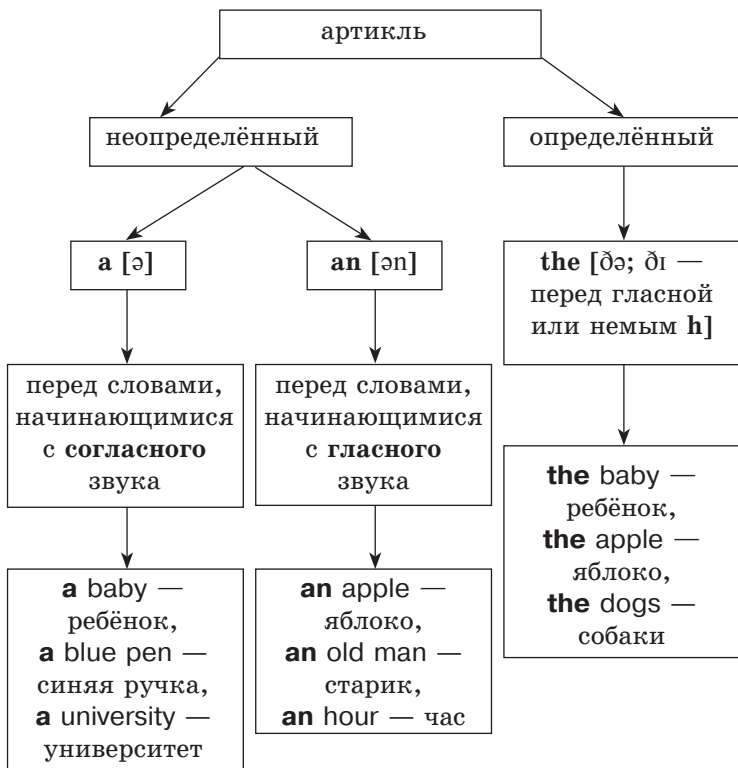 артикль
неопределённый
определённый
a [ə]
an [ən]
the [ðə; ðɪ —
перед гласной
или немым h]
перед словами,
начинающимися
с согласного
звука
перед словами,
начинающимися
с гласного
звука
a baby —
ребёнок,
a blue pen —
синяя ручка,
a university —
университет
an apple —
яблоко,
an old man —
старик,
an hour — час
the baby —
ребёнок,
the apple —
яблоко,
the dogs —
собаки